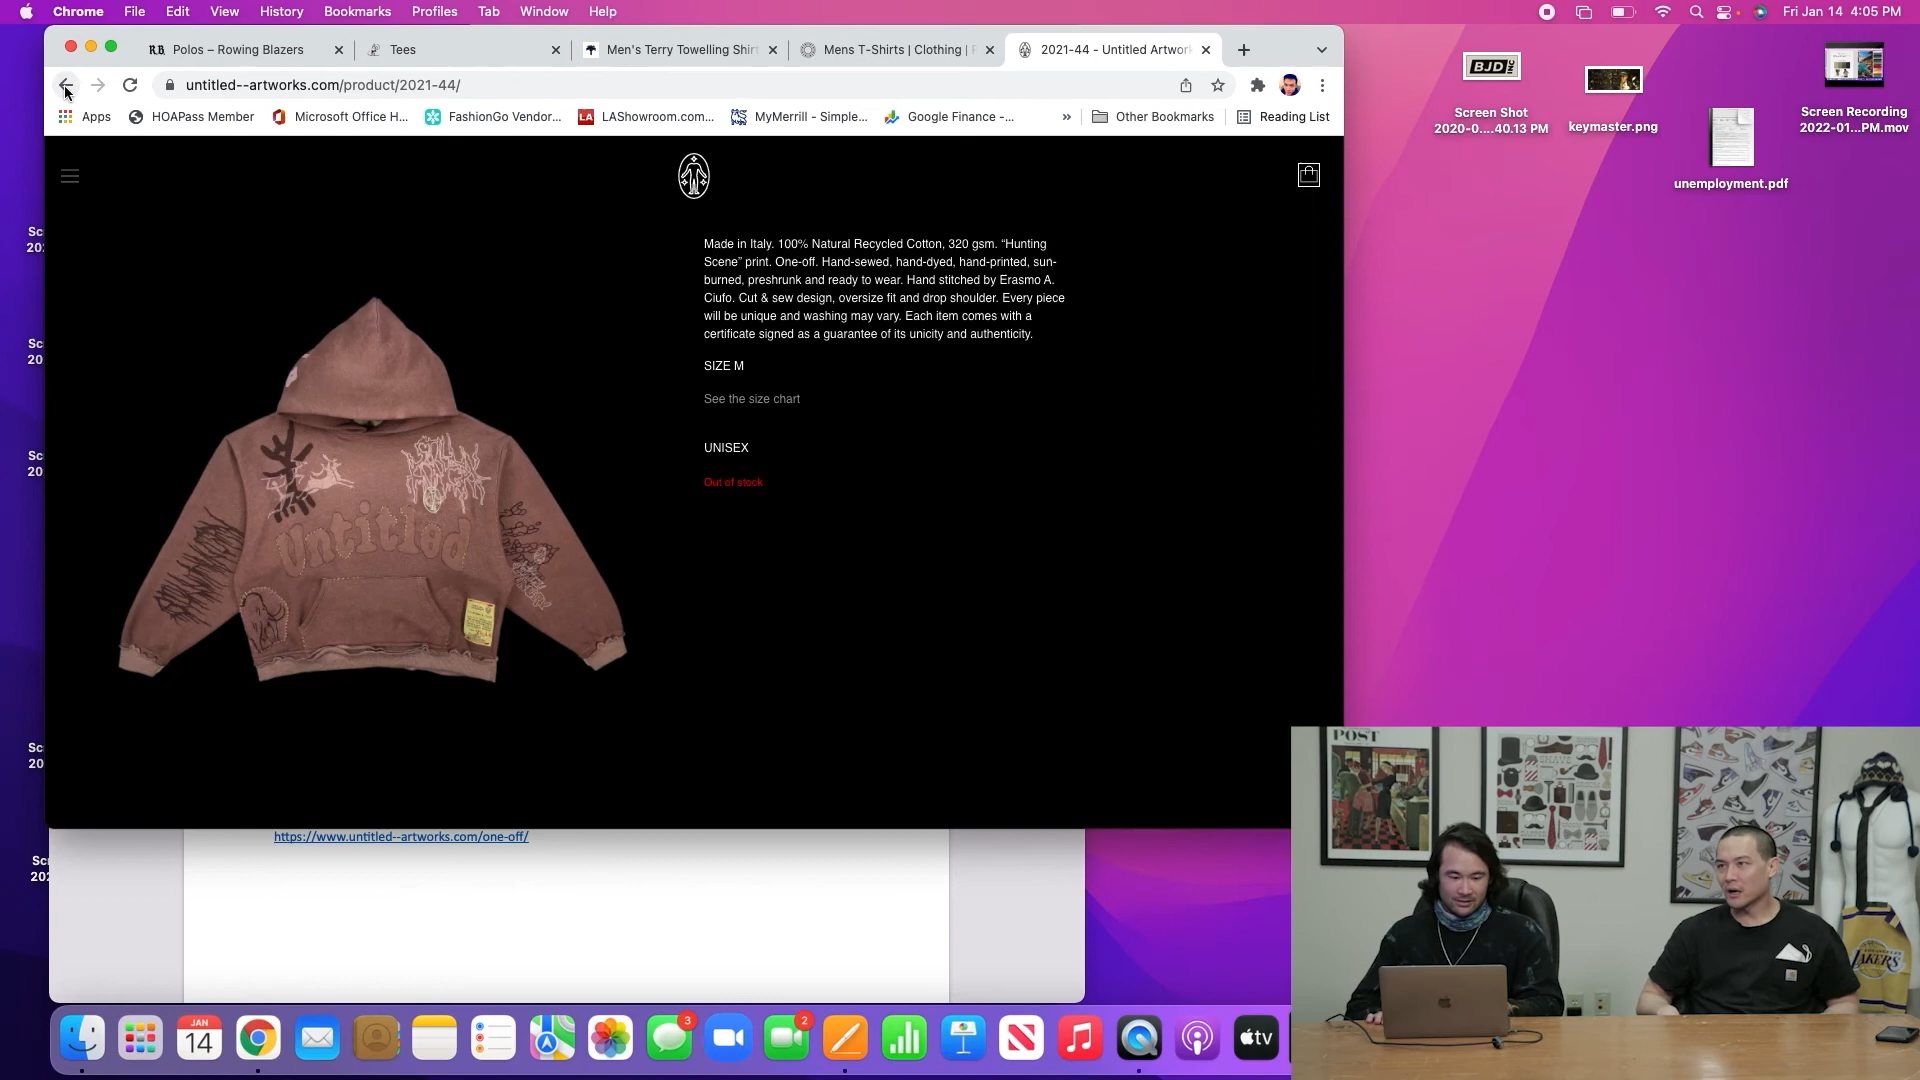 Chrome File Edit View History Bookmarks Profiles Tab Window Help
Fri Jan 14 4:05 PM
R.B. Polos – Rowing Blazers
Tees
Men's Terry Towelling Shirt
Mens T-Shirts | Clothing |
2021-44 - Untitled Artwor
untitled--artworks.com/product/2021-44/
Apps
HOAPass Member
Microsoft Office H...
FashionGo Vendor...
LA
LAShowroom.com...
MyMerrill - Simple...
Google Finance -...
»
Other Bookmarks
Reading List
Made in Italy. 100% Natural Recycled Cotton, 320 gsm. “Hunting
Scene” print. One-off. Hand-sewed, hand-dyed, hand-printed, sun-
burned, preshrunk and ready to wear. Hand stitched by Erasmo A.
Ciufo. Cut & sew design, oversize fit and drop shoulder. Every piece
will be unique and washing may vary. Each item comes with a
certificate signed as a guarantee of its unicity and authenticity.
SIZE M
See the size chart
UNISEX
Out of stock
Untitled
https://www.untitled--artworks.com/one-off/
BJD INC
Screen Shot
2020-0....40.13 PM
keymaster.png
unemployment.pdf
Screen Recording
2022-01...PM.mov
JAN
14
3
2
tv
POST
LAKERS